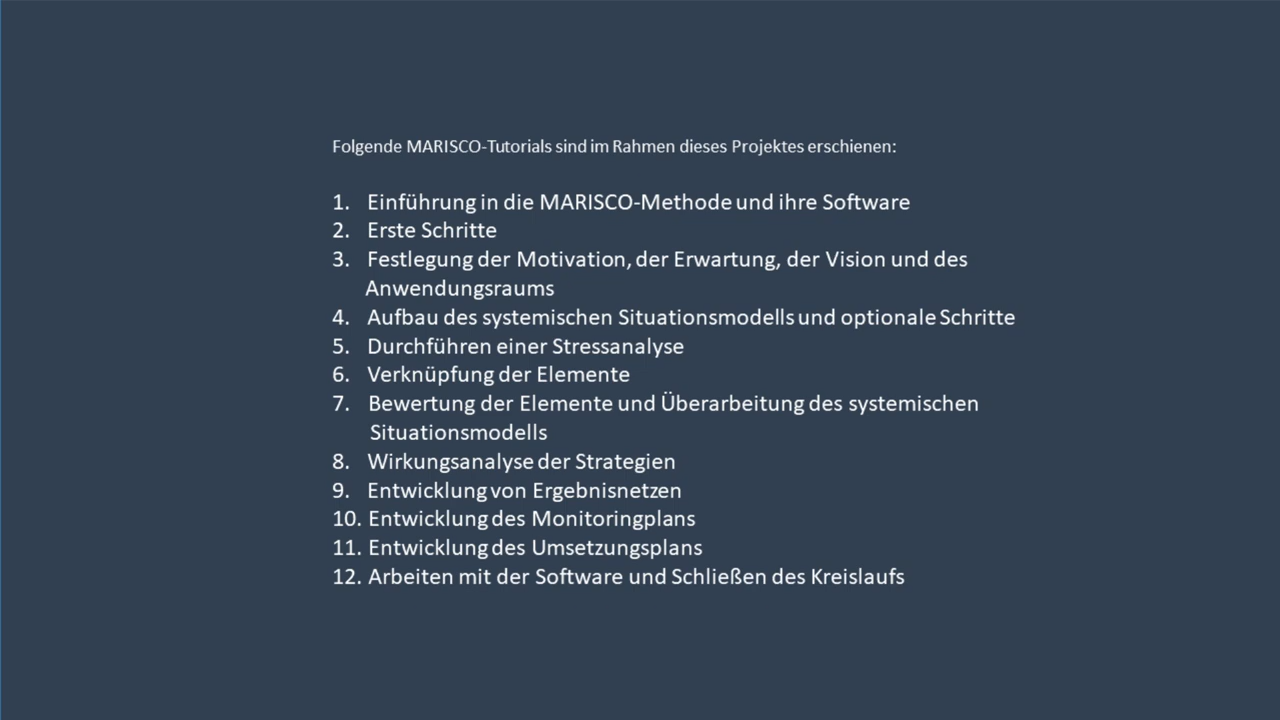 Folgende MARISCO-Tutorials sind im Rahmen dieses Projektes erschienen:
1. Einführung in die MARISCO-Methode und ihre Software
2. Erste Schritte
3. Festlegung der Motivation, der Erwartung, der Vision und des
Anwendungsraums
4. Aufbau des systemischen Situationsmodells und optionale Schritte
5. Durchführen einer Stressanalyse
6. Verknüpfung der Elemente
7. Bewertung der Elemente und Überarbeitung des systemischen
Situationsmodells
8. Wirkungsanalyse der Strategien
9. Entwicklung von Ergebnisnetzen
10. Entwicklung des Monitoringplans
11. Entwicklung des Umsetzungsplans
12. Arbeiten mit der Software und Schließen des Kreislaufs